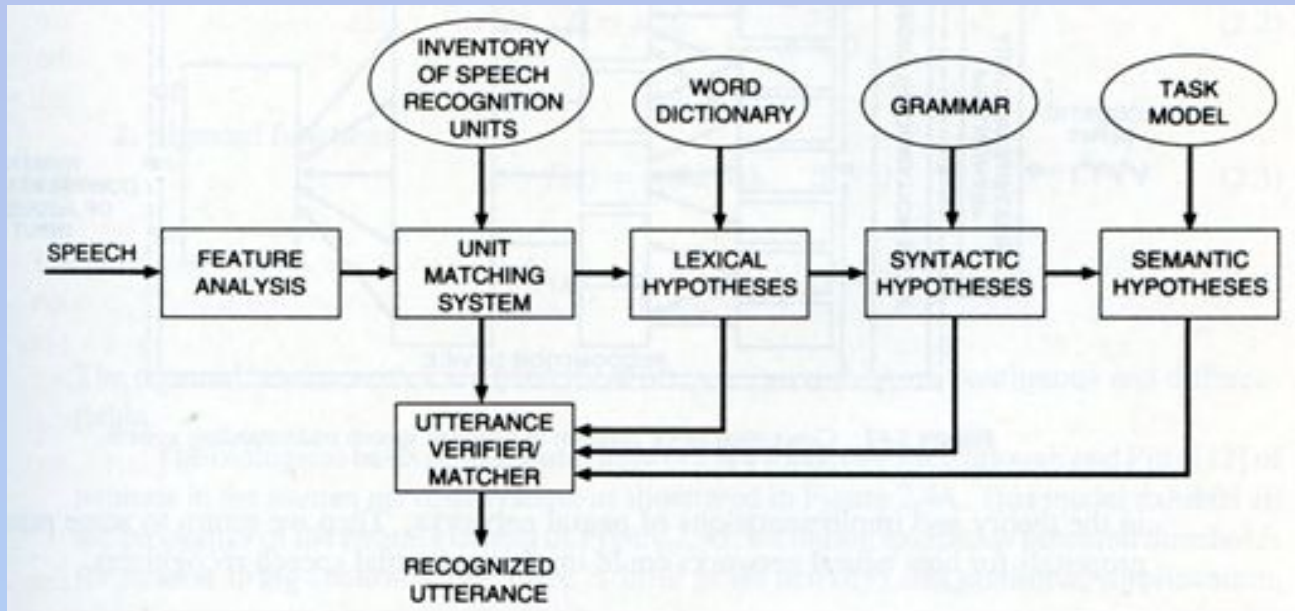 INVENTORY
OF SPEECH
RECOGNITION
UNITS
WORD
DICTIONARY
GRAMMAR
TASK
MODEL
SPEECH
FEATURE
ANALYSIS
UNIT
MATCHING
SYSTEM
LEXICAL
HYPOTHESES
SYNTACTIC
HYPOTHESES
SEMANTIC
HYPOTHESES
UTTERANCE
VERIFIER/
MATCHER
RECOGNIZED
UTTERANCE